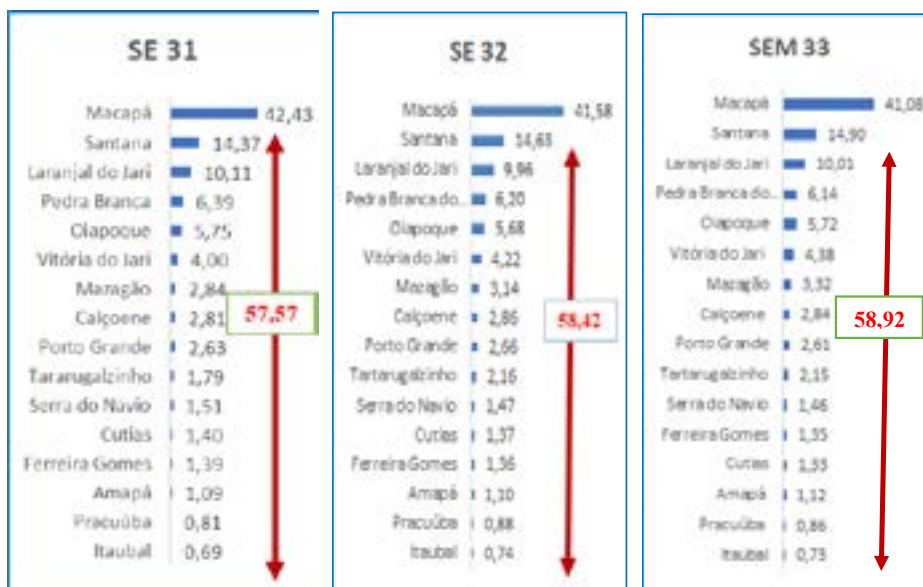 SE 31
Macapá 42,43
Santana 14,37
Laranjal do Jari 10,11
Pedra Branca 6,39
Oiapoque 5,75
Vitória do Jari 4,00
Mazagão 2,84
Calçoene 2,81
57,57
Porto Grande 2,63
Tararugalzinho 1,79
Serra do Navio 1,51
Cutias 1,40
Ferreira Gomes 1,39
Amapá 1,09
Pracuúba 0,81
Itaubal 0,69
SE 32
Macapá 41,58
Santana 14,63
Laranjal do Jari 9,96
Pedra Branca do... 6,20
Oiapoque 5,68
Vitória do Jari 4,22
Mazagão 3,14
Calçoene 2,86
58,42
Porto Grande 2,66
Tartarugalzinho 2,16
Serra do Navio 1,47
Cutias 1,37
Ferreira Gomes 1,36
Amapá 1,10
Pracuúba 0,88
Itaubal 0,74
SEM 33
Macapá 41,08
Santana 14,90
Laranjal do Jari 10,01
Pedra Branca do... 6,14
Oiapoque 5,72
Vitória do Jari 4,38
Mazagão 3,32
Calçoene 2,84
58,92
Porto Grande 2,61
Tartarugalzinho 2,15
Serra do Navio 1,46
Ferreira Gomes 1,35
Cutias 1,33
Amapá 1,12
Pracuúba 0,86
Itaubal 0,73